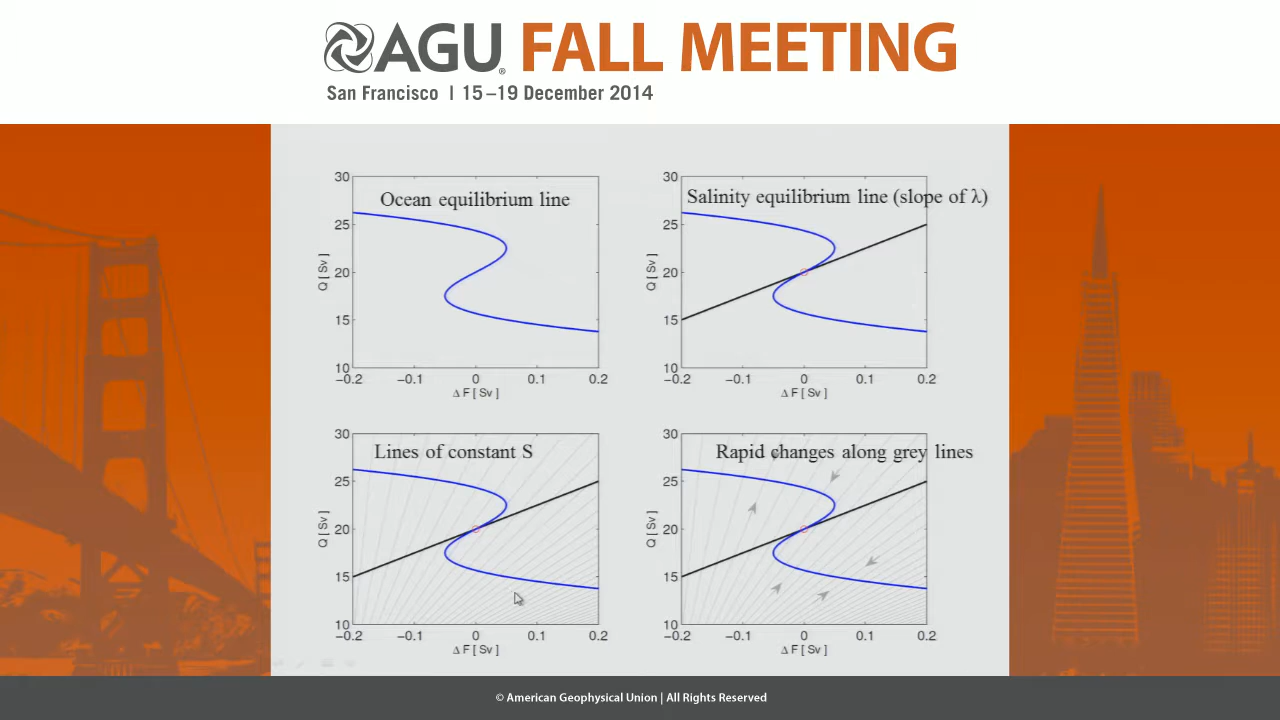 AGU® FALL MEETING
San Francisco | 15–19 December 2014
Ocean equilibrium line
30
25
20
15
10
Q [ Sv ]
−0.2 −0.1 0 0.1 0.2
Δ F [ Sv ]
Salinity equilibrium line (slope of λ)
30
25
20
15
10
Q [ Sv ]
−0.2 −0.1 0 0.1 0.2
Δ F [ Sv ]
Lines of constant S
30
25
20
15
10
Q [ Sv ]
−0.2 −0.1 0 0.1 0.2
Δ F [ Sv ]
Rapid changes along grey lines
30
25
20
15
10
Q [ Sv ]
−0.2 −0.1 0 0.1 0.2
Δ F [ Sv ]
© American Geophysical Union | All Rights Reserved